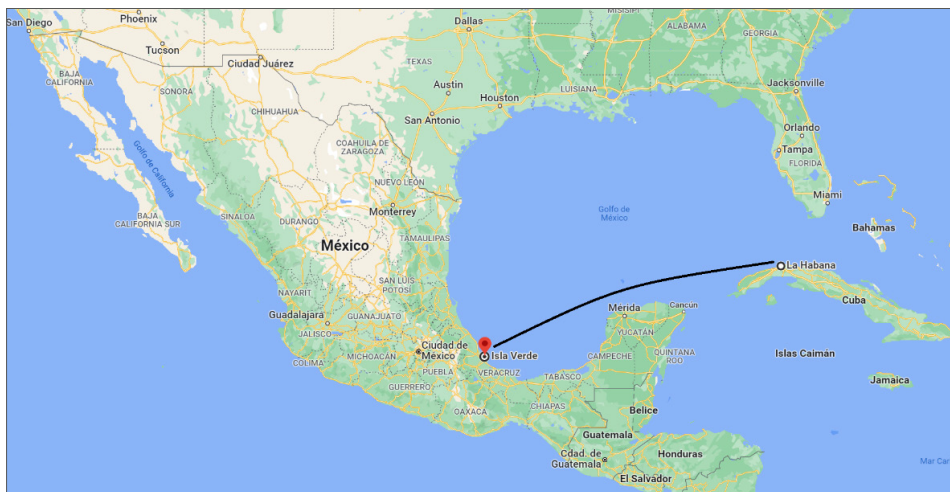 San Diego
Phoenix
Tucson
Ciudad Juárez
Dallas
TEXAS
Austin
Houston
San Antonio
LUISIANA
MISISIPI
ALABAMA
GEORGIA
Jacksonville
Orlando
Tampa
FLORIDA
Miami
Bahamas
BAJA
CALIFORNIA
SONORA
CHIHUAHUA
COAHUILA DE
ZARAGOZA
NUEVO LEÓN
Monterrey
Golfo de California
BAJA
CALIFORNIA SUR
SINALOA
DURANGO
México
TAMAULIPAS
Golfo de
México
La Habana
Cuba
SAN LUIS
POTOSÍ
NAYARIT
Guadalajara
JALISCO
GUANAJUATO
COLIMA
MICHOACÁN
Ciudad de
México
PUEBLA
GUERRERO
OAXACA
Isla Verde
VERACRUZ
TABASCO
CHIAPAS
CAMPECHE
Mérida
YUCATÁN
Cancún
QUINTANA
ROO
Islas Caimán
Jamaica
Belice
Guatemala
Cdad. de
Guatemala
Honduras
El Salvador
Mar Car